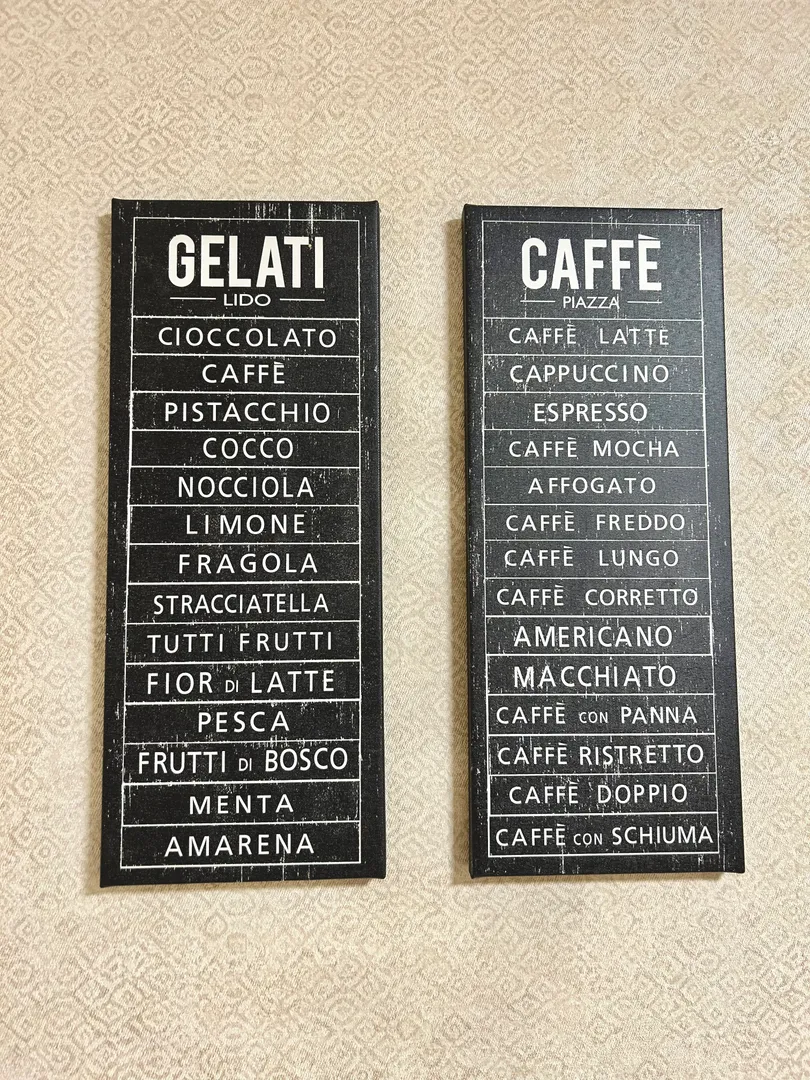 GELATI
LIDO
CIOCCOLATO
CAFFÈ
PISTACCHIO
COCCO
NOCCIOLA
LIMONE
FRAGOLA
STRACCIATELLA
TUTTI FRUTTI
FIOR DI LATTE
PESCA
FRUTTI DI BOSCO
MENTA
AMARENA
CAFFÈ
PIAZZA
CAFFÈ LATTE
CAPPUCCINO
ESPRESSO
CAFFÈ MOCHA
AFFOGATO
CAFFÈ FREDDO
CAFFÈ LUNGO
CAFFÈ CORRETTO
AMERICANO
MACCHIATO
CAFFÈ CON PANNA
CAFFÈ RISTRETTO
CAFFÈ DOPPIO
CAFFÈ CON SCHIUMA